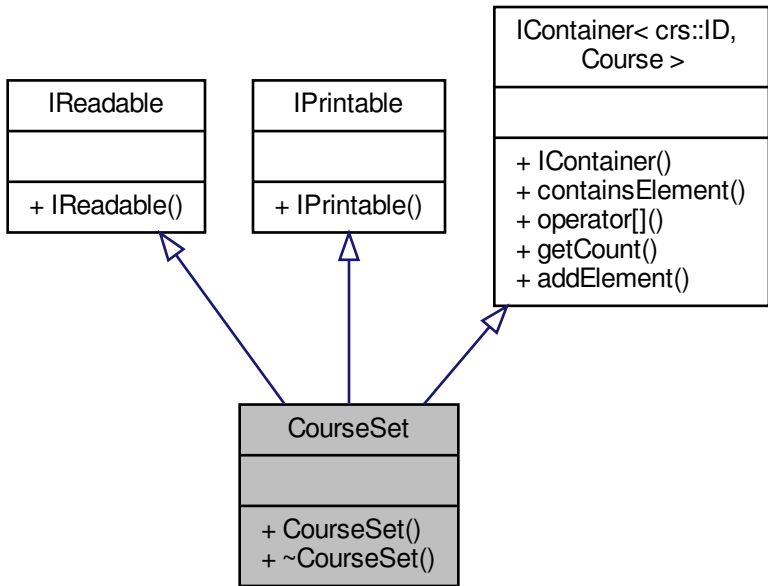 IReadable
+ IReadable()
IPrintable
+ IPrintable()
IContainer< crs::ID,
Course >
+ IContainer()
+ containsElement()
+ operator[]()
+ getCount()
+ addElement()
CourseSet
+ CourseSet()
+ ~CourseSet()